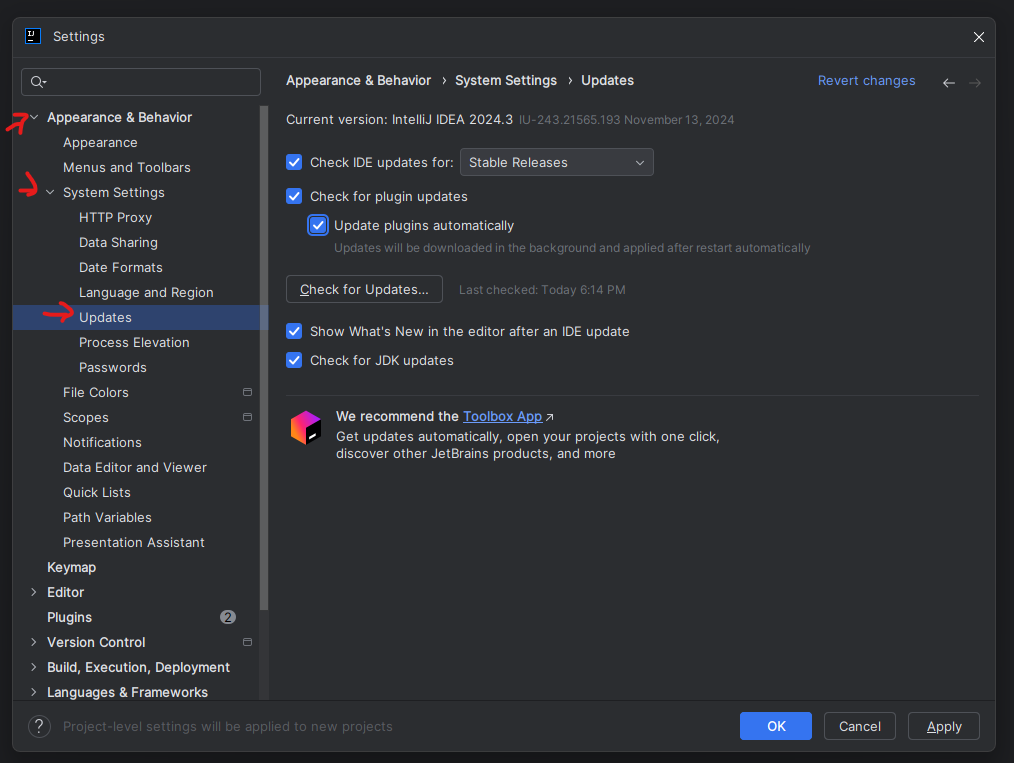 IJ
Settings
Appearance & Behavior › System Settings › Updates
Revert changes
Appearance & Behavior
Appearance
Menus and Toolbars
System Settings
HTTP Proxy
Data Sharing
Date Formats
Language and Region
Updates
Process Elevation
Passwords
File Colors
Scopes
Notifications
Data Editor and Viewer
Quick Lists
Path Variables
Presentation Assistant
Keymap
Editor
Plugins 2
Version Control
Build, Execution, Deployment
Languages & Frameworks
Current version: IntelliJ IDEA 2024.3 IU-243.21565.193 November 13, 2024
Check IDE updates for: Stable Releases
Check for plugin updates
Update plugins automatically
Updates will be downloaded in the background and applied after restart automatically
Check for Updates... Last checked: Today 6:14 PM
Show What's New in the editor after an IDE update
Check for JDK updates
We recommend the Toolbox App ↗
Get updates automatically, open your projects with one click,
discover other JetBrains products, and more
? Project-level settings will be applied to new projects
OK Cancel Apply